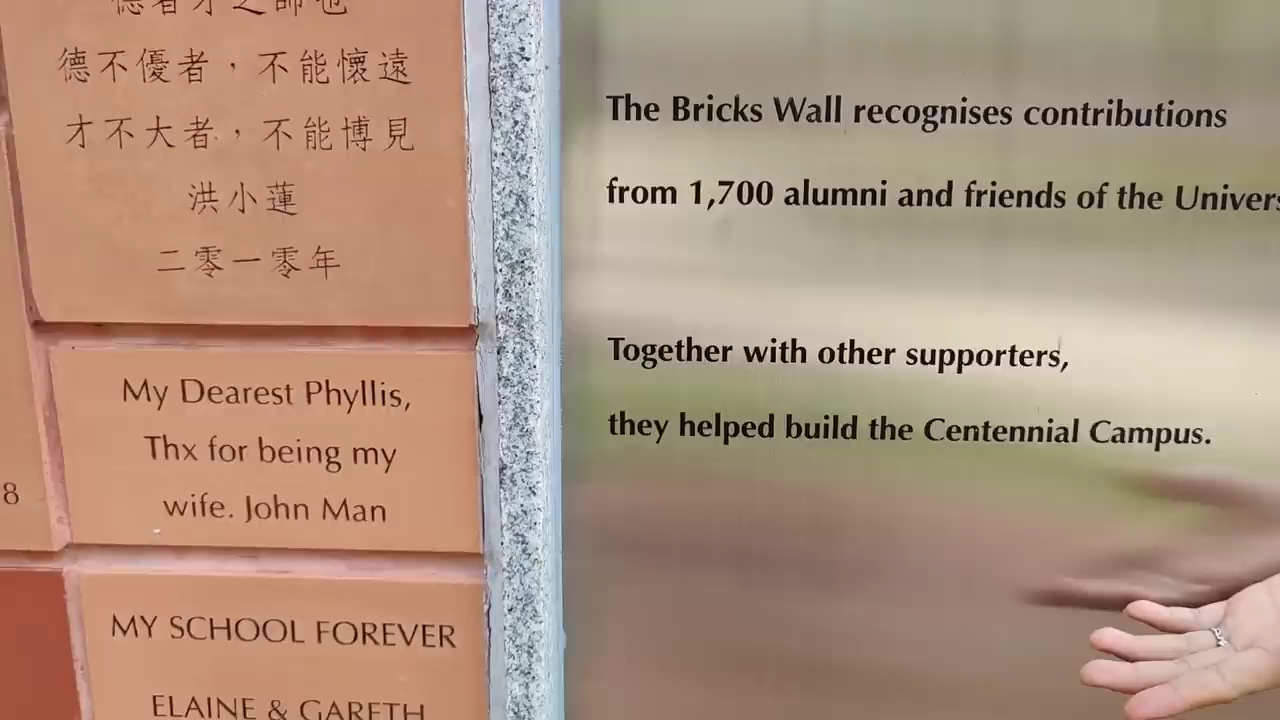 德者才之師也
德不優者，不能懷遠
才不大者，不能博見
洪小蓮
二零一零年
My Dearest Phyllis,
Thx for being my
wife. John Man
8
MY SCHOOL FOREVER
ELAINE & GARETH
The Bricks Wall recognises contributions
from 1,700 alumni and friends of the Univers
Together with other supporters,
they helped build the Centennial Campus.